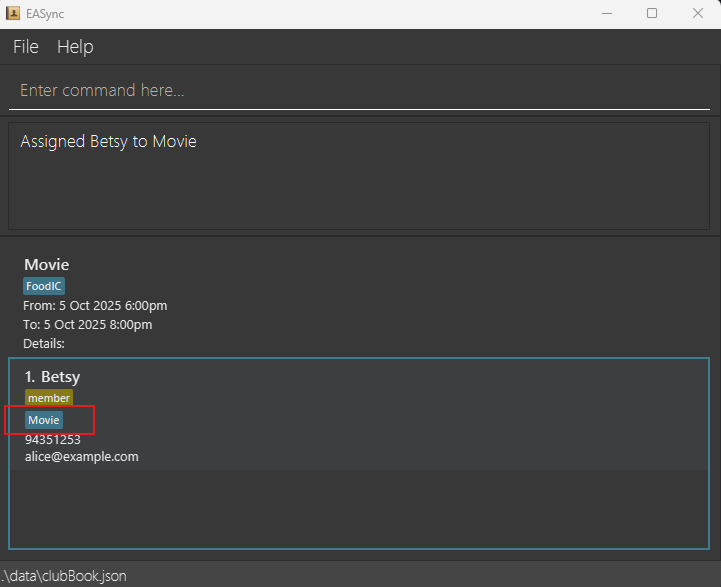 EASync
File Help
Enter command here...
Assigned Betsy to Movie
Movie
FoodIC
From: 5 Oct 2025 6:00pm
To: 5 Oct 2025 8:00pm
Details:
1. Betsy
member
Movie
94351253
alice@example.com
.\data\clubBook.json